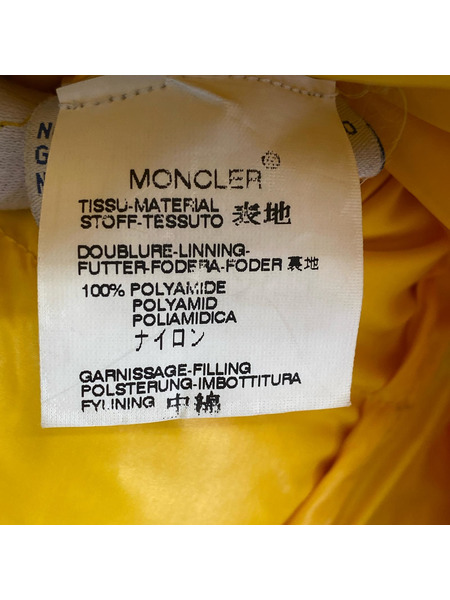 MONCLER®
TISSU-MATERIAL
STOFF-TESSUTO 表地
DOUBLURE-LINNING-
FUTTER-FODERA-FODER 裏地
100% POLYAMIDE
POLYAMID
POLIAMIDICA
ナイロン
GARNISSAGE-FILLING
POLSTERUNG-IMBOTTITURA
FYLINING 中綿